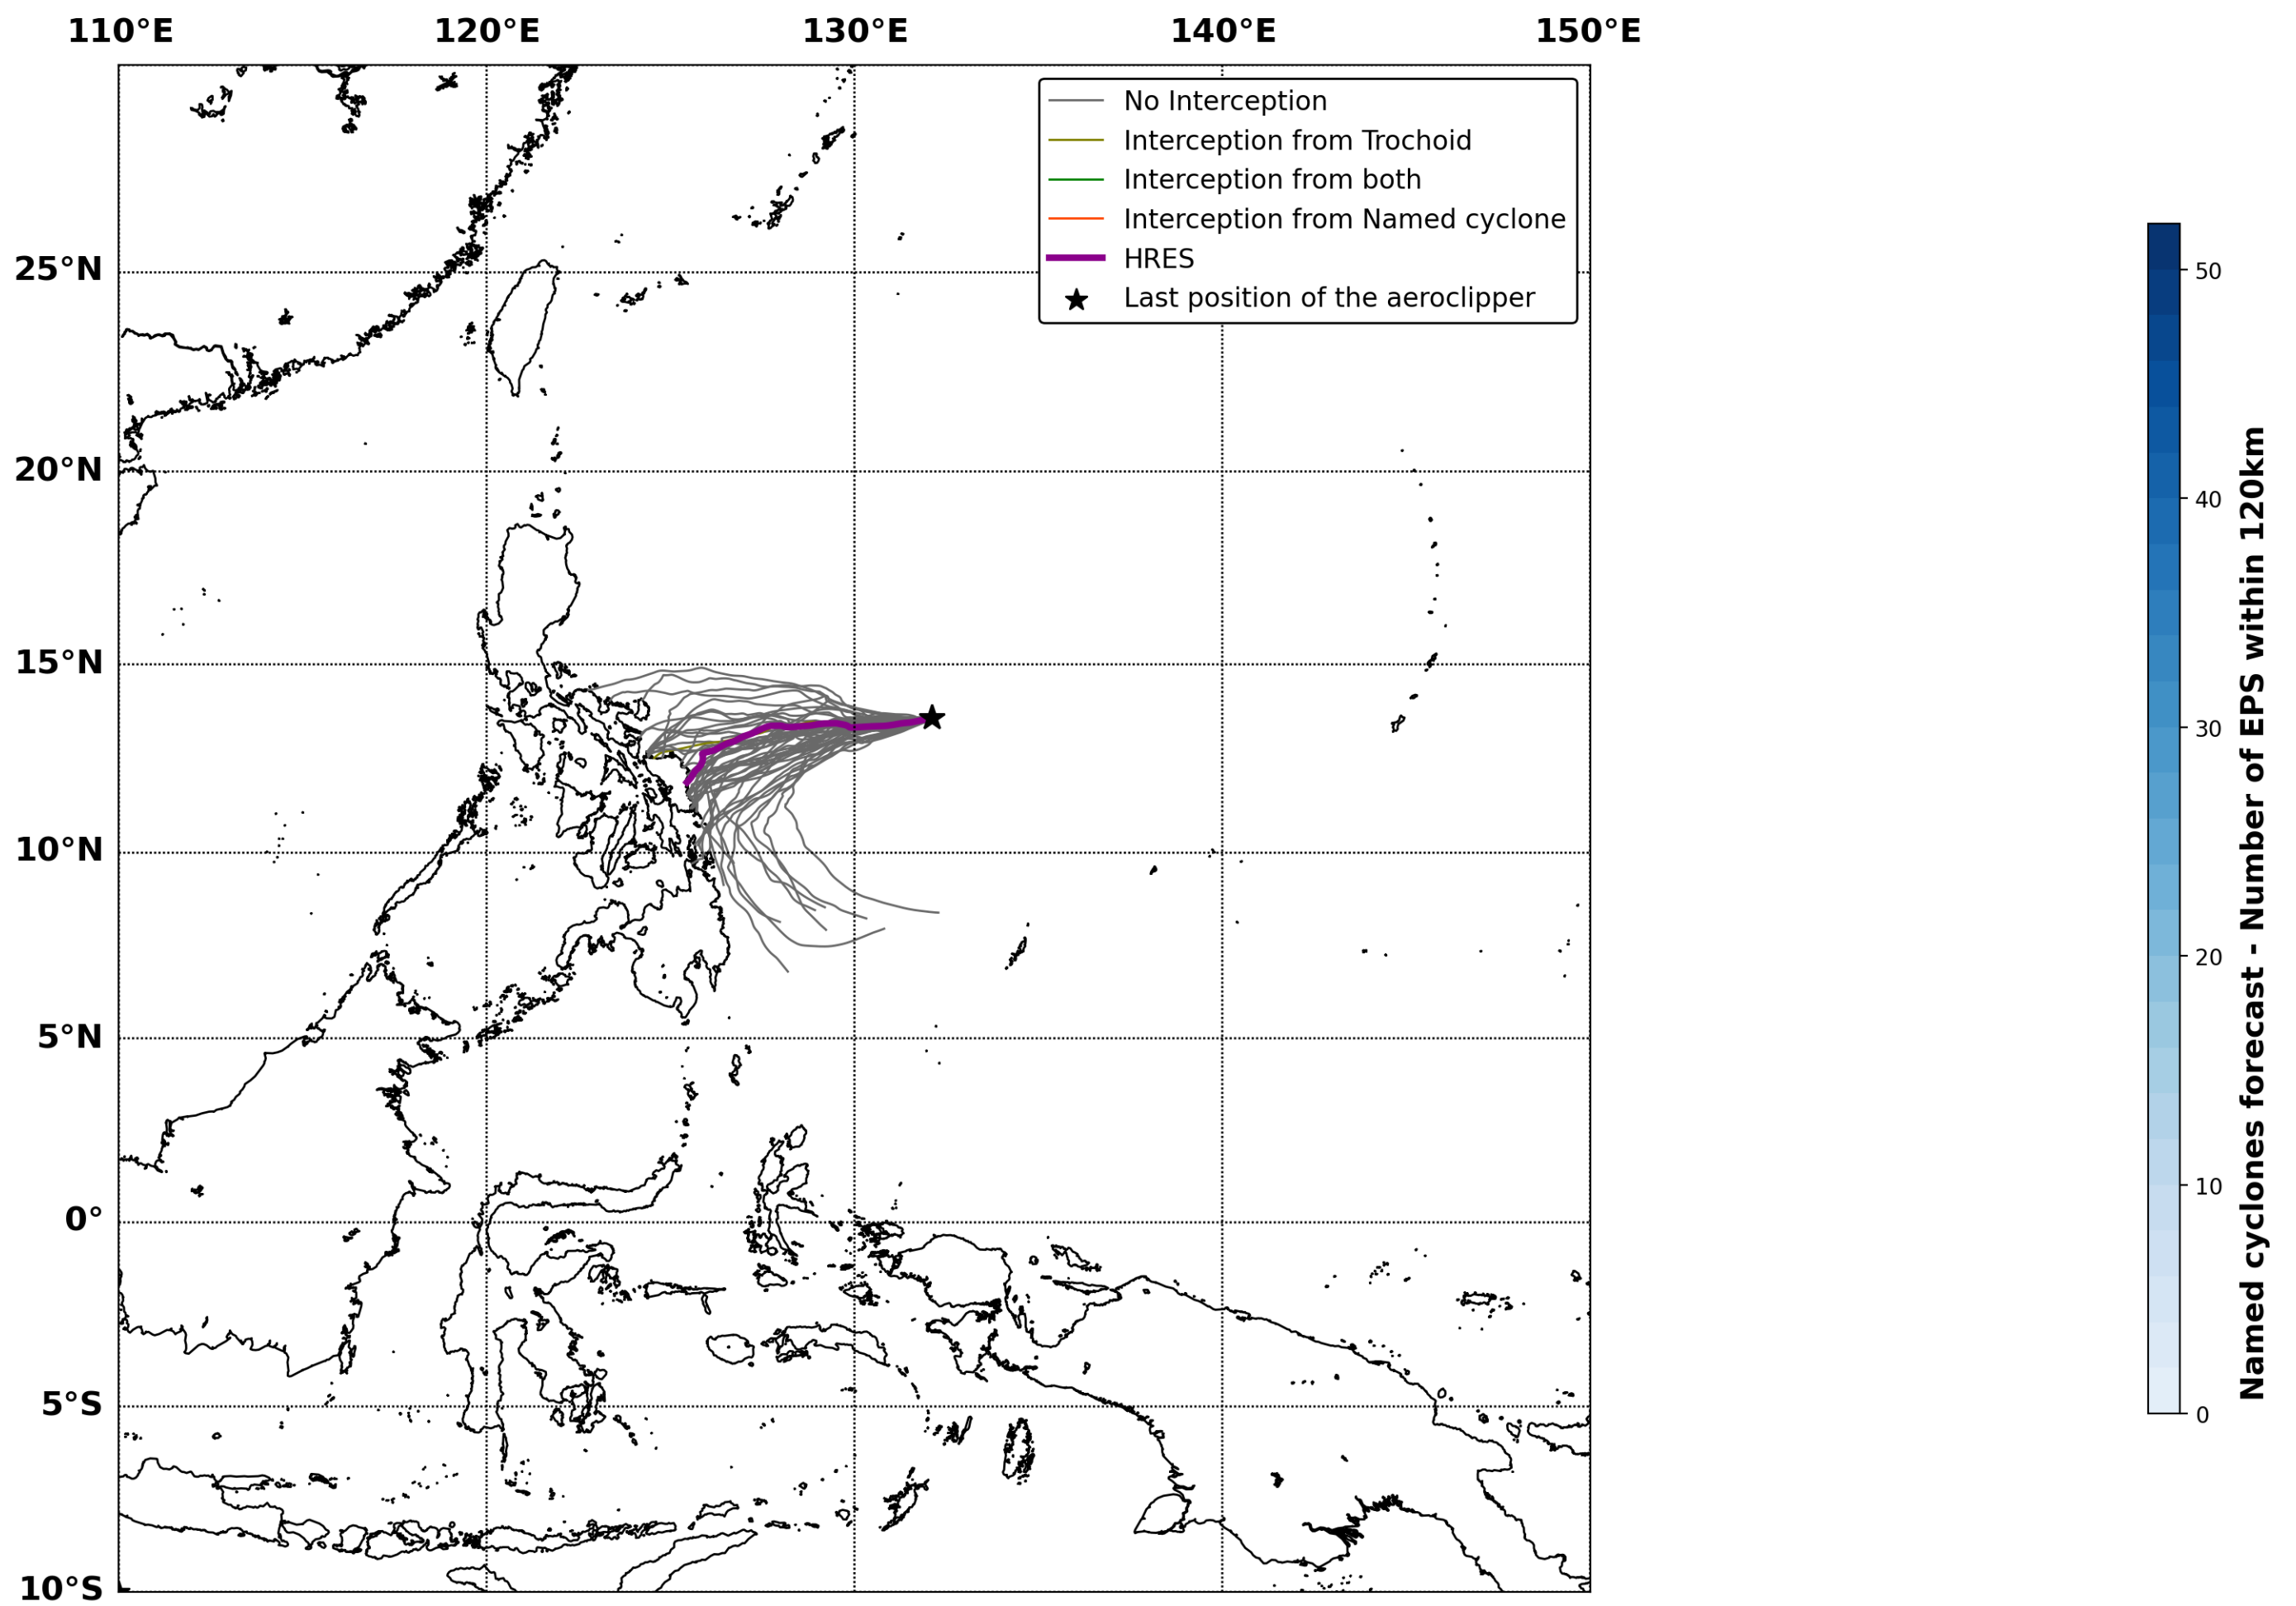 110°E 120°E 130°E 140°E 150°E
No Interception
Interception from Trochoid
Interception from both
Interception from Named cyclone
HRES
Last position of the aeroclipper
25°N
20°N
15°N
10°N
5°N
0°
5°S
10°S
50
40
30
20
10
0
Named cyclones forecast - Number of EPS within 120km